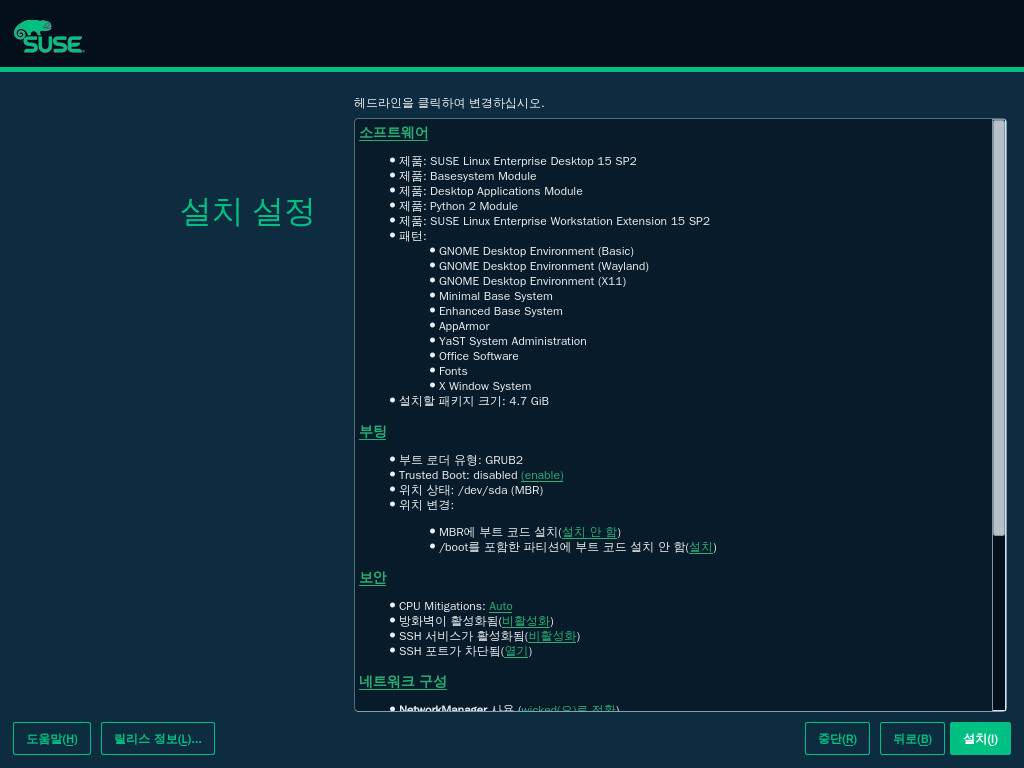 SUSE
헤드라인을 클릭하여 변경하십시오.
설치 설정
소프트웨어
제품: SUSE Linux Enterprise Desktop 15 SP2
제품: Basesystem Module
제품: Desktop Applications Module
제품: Python 2 Module
제품: SUSE Linux Enterprise Workstation Extension 15 SP2
패턴:
GNOME Desktop Environment (Basic)
GNOME Desktop Environment (Wayland)
GNOME Desktop Environment (X11)
Minimal Base System
Enhanced Base System
AppArmor
YaST System Administration
Office Software
Fonts
X Window System
설치할 패키지 크기: 4.7 GiB
부팅
부트 로더 유형: GRUB2
Trusted Boot: disabled (enable)
위치 상태: /dev/sda (MBR)
위치 변경:
MBR에 부트 코드 설치(설치 안 함)
/boot를 포함한 파티션에 부트 코드 설치 안 함(설치)
보안
CPU Mitigations: Auto
방화벽이 활성화됨(비활성화)
SSH 서비스가 활성화됨(비활성화)
SSH 포트가 차단됨(열기)
네트워크 구성
NetworkManager 사용 (wicked(으)로 전환)
도움말(H) 릴리스 정보(L)... 중단(R) 뒤로(B) 설치(I)